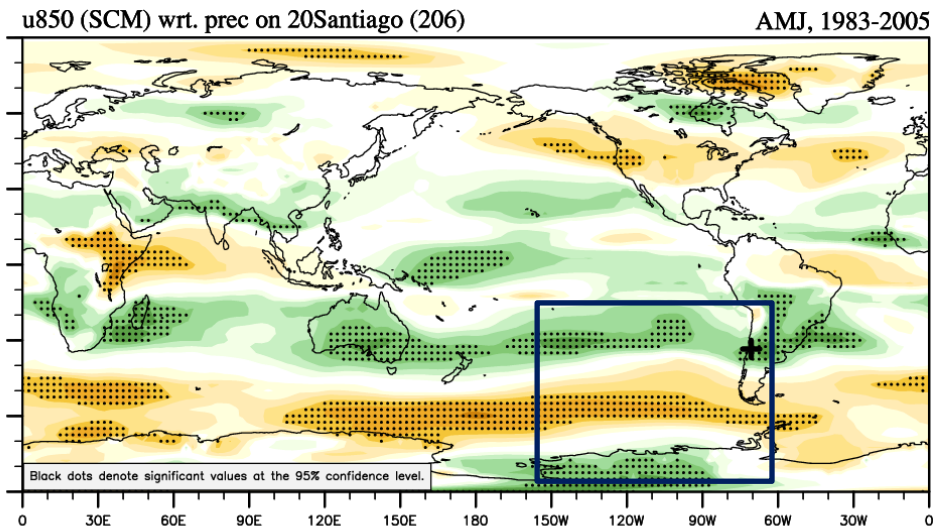 u850 (SCM) wrt. prec on 20Santiago (206) AMJ, 1983-2005
Black dots denote significant values at the 95% confidence level.
0 30E 60E 90E 120E 150E 180 150W 120W 90W 60W 30W 0